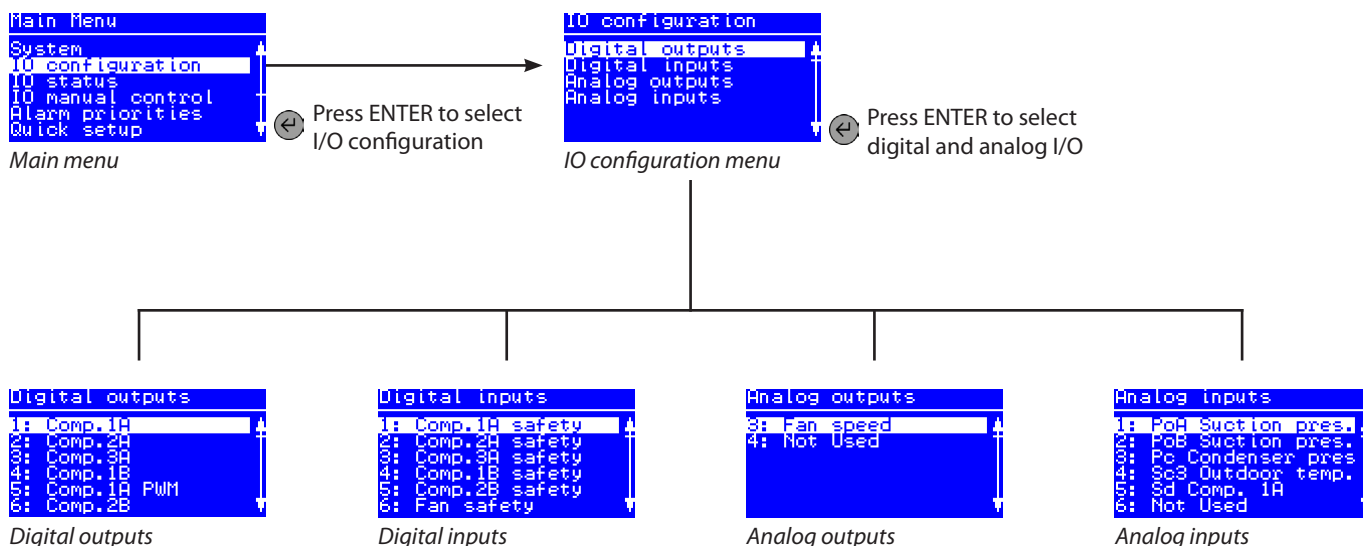 Main Menu
System
IO configuration
IO status
IO manual control
Alarm priorities
Quick setup
Main menu
Press ENTER to select
I/O configuration
IO configuration
Digital outputs
Digital inputs
Analog outputs
Analog inputs
IO configuration menu
Press ENTER to select
digital and analog I/O
Digital outputs
1: Comp.1A
2: Comp.2A
3: Comp.3A
4: Comp.1B
5: Comp.1A PWM
6: Comp.2B
Digital outputs
Digital inputs
1: Comp.1A safety
2: Comp.2A safety
3: Comp.3A safety
4: Comp.1B safety
5: Comp.2B safety
6: Fan safety
Digital inputs
Analog outputs
3: Fan speed
4: Not Used
Analog outputs
Analog inputs
1: PoA Suction pres.
2: PoB Suction pres.
3: Pc Condenser pres
4: Sc3 Outdoor temp.
5: Sd Comp. 1A
6: Not Used
Analog inputs